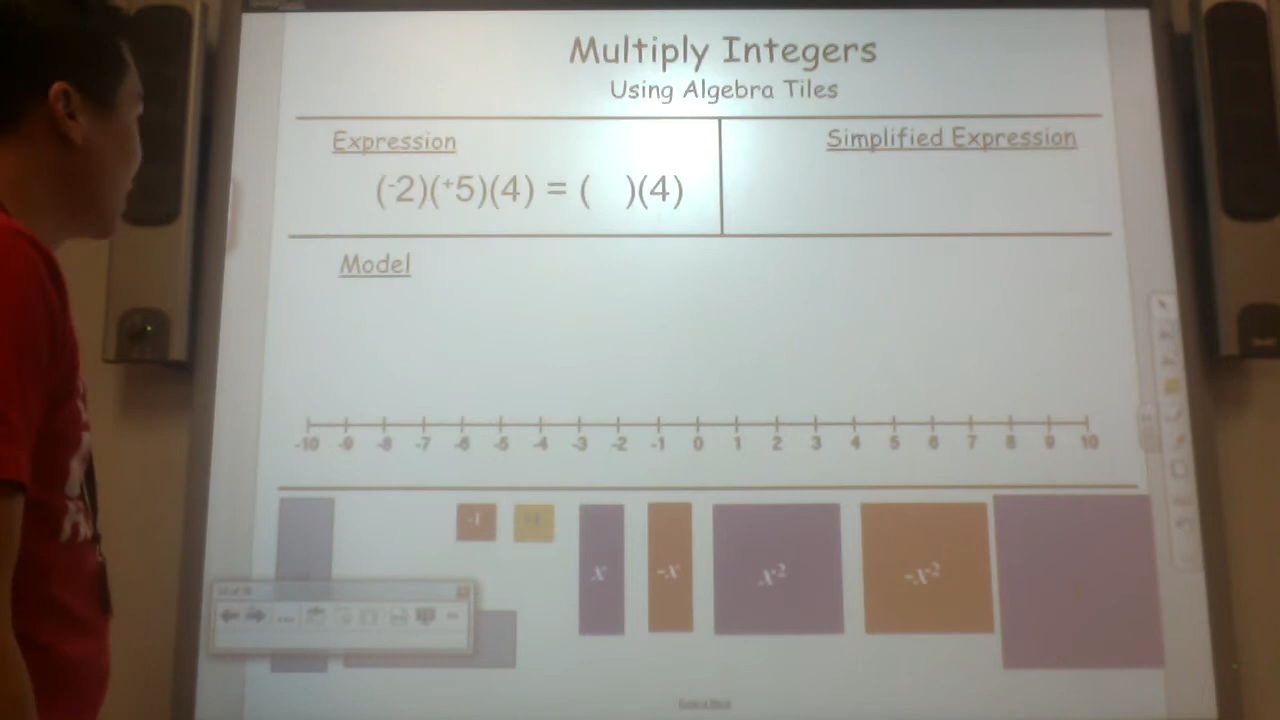 Multiply Integers
Using Algebra Tiles
Expression
Simplified Expression
(-2)(+5)(4) = ( )(4)
Model
-10 -9 -8 -7 -6 -5 -4 -3 -2 -1 0 1 2 3 4 5 6 7 8 9 10
-1
x -x x² -x²